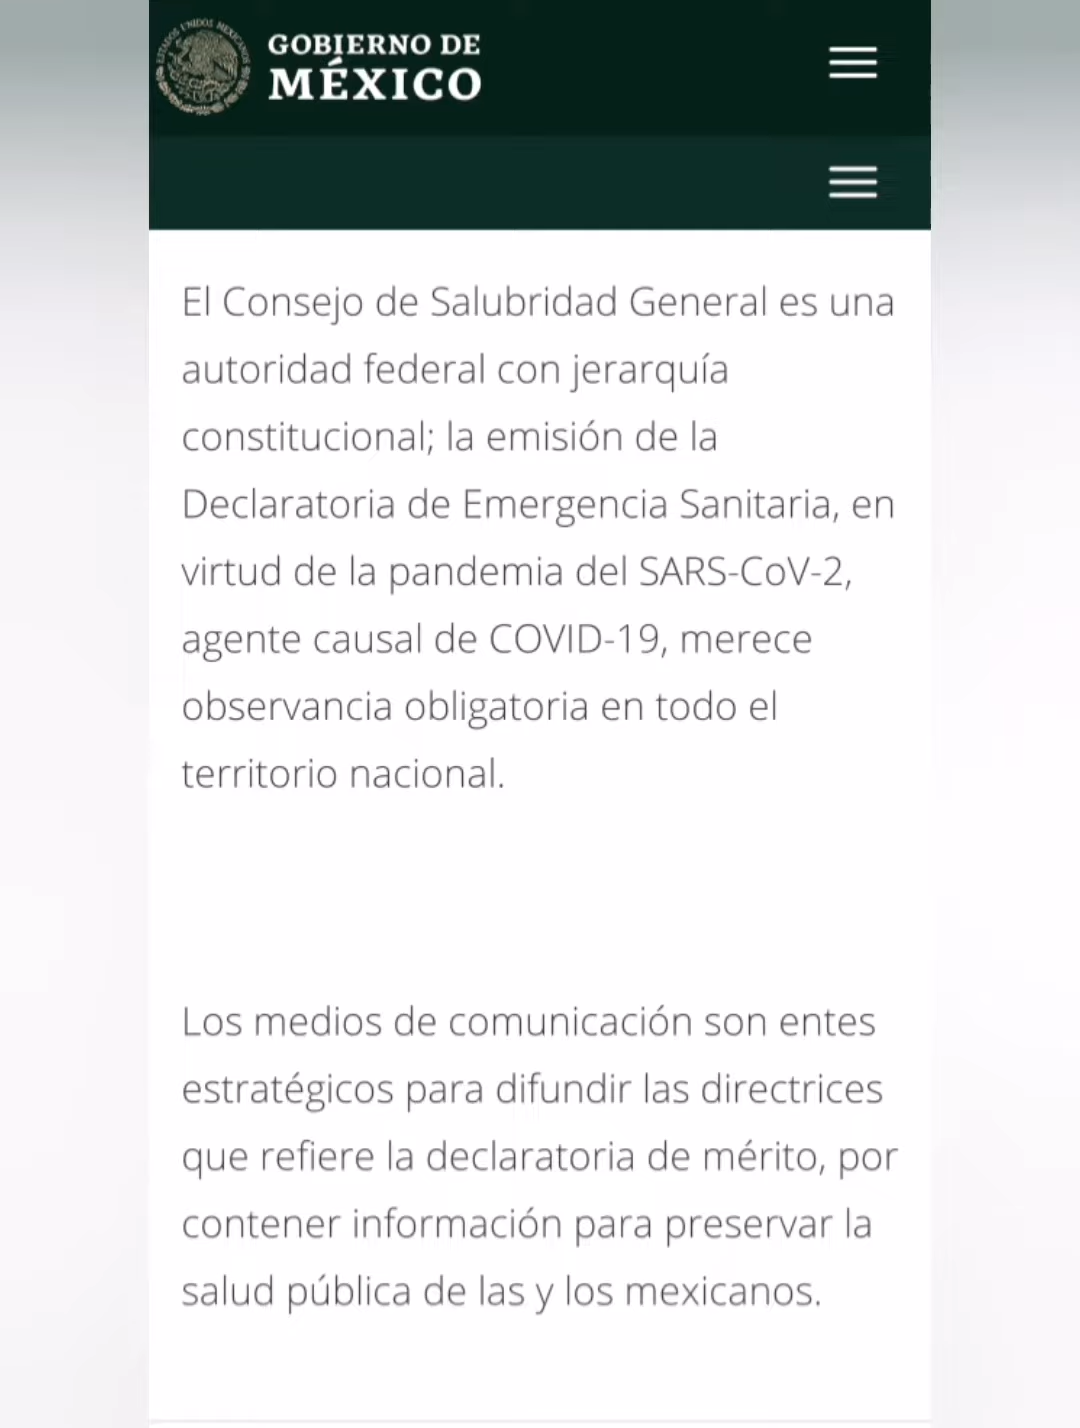 ESTADOS UNIDOS MEXICANOS
GOBIERNO DE
MÉXICO
El Consejo de Salubridad General es una
autoridad federal con jerarquía
constitucional; la emisión de la
Declaratoria de Emergencia Sanitaria, en
virtud de la pandemia del SARS-CoV-2,
agente causal de COVID-19, merece
observancia obligatoria en todo el
territorio nacional.
Los medios de comunicación son entes
estratégicos para difundir las directrices
que refiere la declaratoria de mérito, por
contener información para preservar la
salud pública de las y los mexicanos.